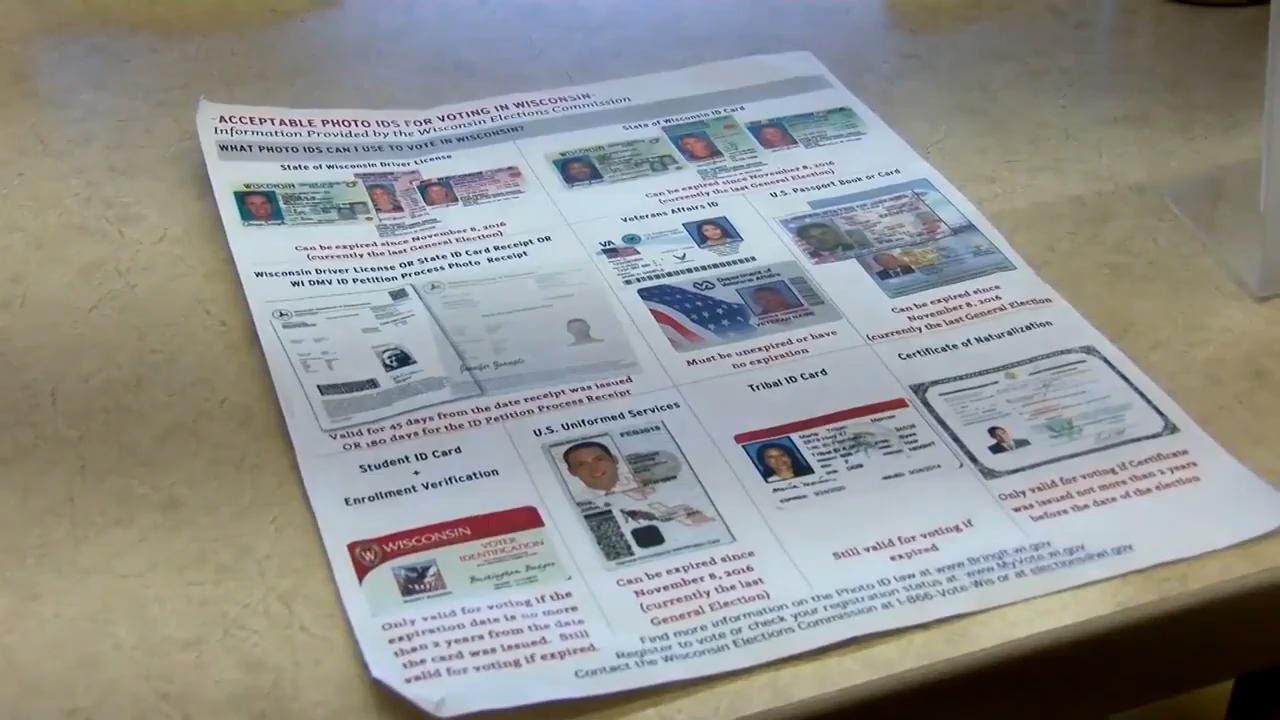 ACCEPTABLE PHOTO IDS FOR VOTING IN WISCONSIN-
Information Provided by the Wisconsin Elections Commission
WHAT PHOTO IDS CAN I USE TO VOTE IN WISCONSIN?
State of Wisconsin Driver License
WISCONSIN
Can be expired since November 8, 2016
(currently the last General Election)
State of Wisconsin ID Card
WISCONSIN
Can be expired since November 8, 2016
(currently the last General Election)
Wisconsin Driver License OR State ID Card Receipt OR
WI DMV ID Petition Process Photo Receipt
Valid for 45 days from the date receipt was issued
OR 180 days for the ID Petition Process Receipt
Veterans Affairs ID
VA
Department of
Veterans Affairs
VETERAN NAME
Must be unexpired or have
no expiration
U.S. Passport Book or Card
Can be expired since
November 8, 2016
(currently the last General Election)
Student ID Card
+
Enrollment Verification
WISCONSIN
VOTER
IDENTIFICATION
Buckingham Badger
Only valid for voting if the
expiration date is no more
than 2 years from the date
the card was issued. Still
valid for voting if expired.
U.S. Uniformed Services
Can be expired since
November 8, 2016
(currently the last
General Election)
Tribal ID Card
Still valid for voting if
expired
Certificate of Naturalization
Only valid for voting if Certificate
was issued not more than 2 years
before the date of the election
Find more information on the Photo ID law at www.BringIt.wi.gov
Register to vote or check your registration status at: www.MyVote.wi.gov
Contact the Wisconsin Elections Commission at 1-866-Vote-Wis or at elections@wi.gov